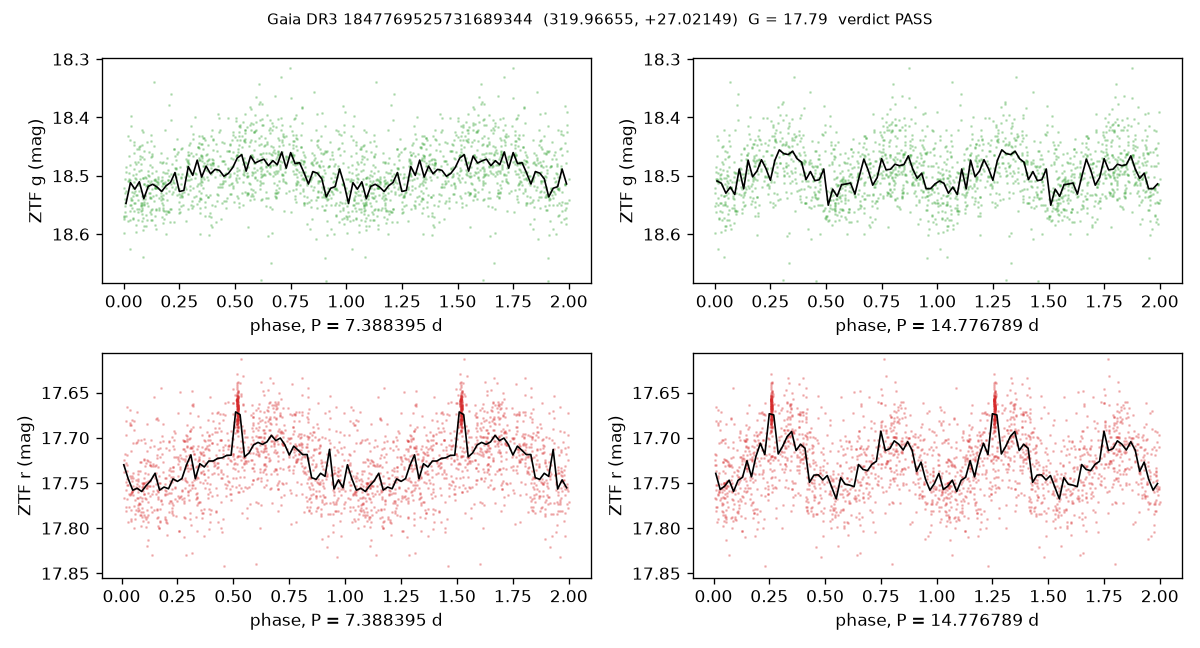 Gaia DR3 1847769525731689344 (319.96655, +27.02149) G = 17.79 verdict PASS
18.3
18.4
18.5
18.6
ZTF g (mag)
0.00 0.25 0.50 0.75 1.00 1.25 1.50 1.75 2.00
phase, P = 7.388395 d
18.3
18.4
18.5
18.6
ZTF g (mag)
0.00 0.25 0.50 0.75 1.00 1.25 1.50 1.75 2.00
phase, P = 14.776789 d
17.65
17.70
17.75
17.80
17.85
ZTF r (mag)
0.00 0.25 0.50 0.75 1.00 1.25 1.50 1.75 2.00
phase, P = 7.388395 d
17.65
17.70
17.75
17.80
17.85
ZTF r (mag)
0.00 0.25 0.50 0.75 1.00 1.25 1.50 1.75 2.00
phase, P = 14.776789 d